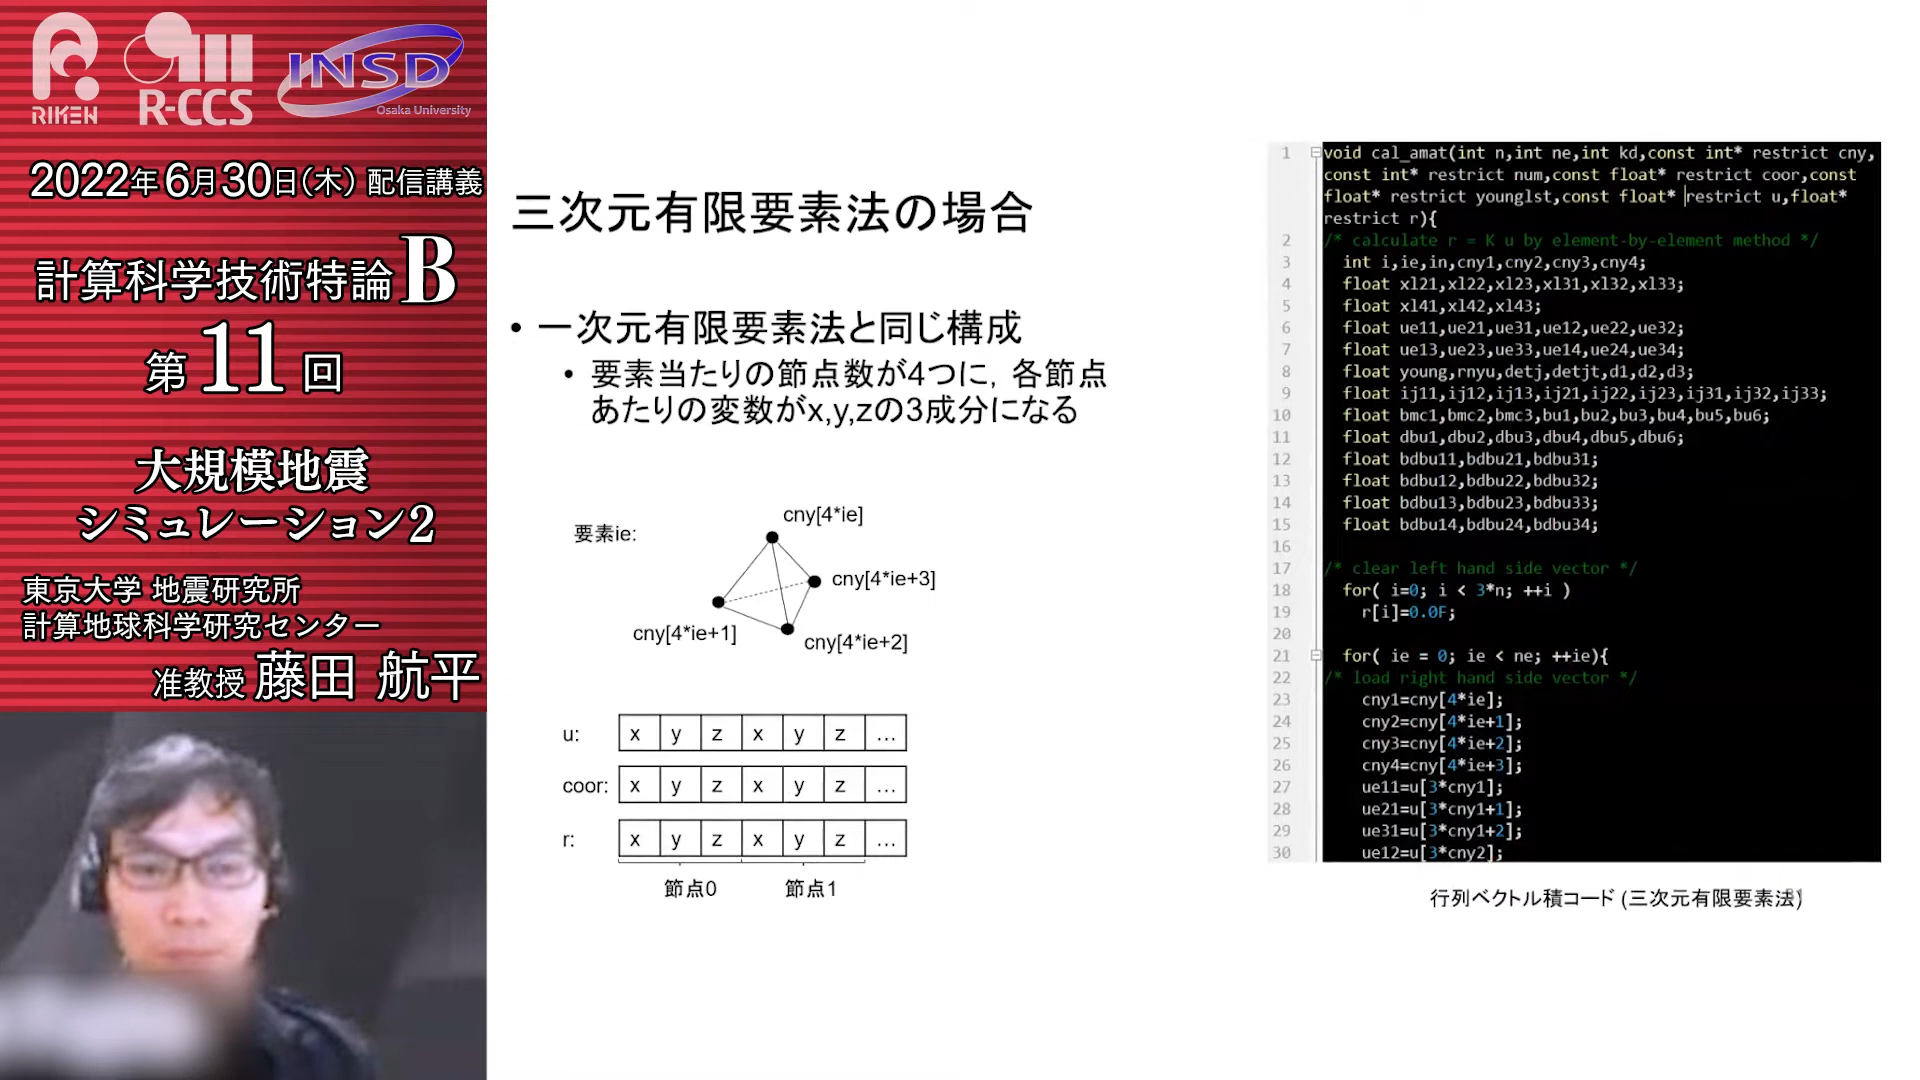 RIKEN
R-CCS
INSD
Osaka University
2022年6月30日(木) 配信講義
計算科学技術特論B
第11回
大規模地震
シミュレーション2
東京大学 地震研究所
計算地球科学研究センター
准教授 藤田 航平
三次元有限要素法の場合
• 一次元有限要素法と同じ構成
• 要素当たりの節点数が4つに，各節点
あたりの変数がx,y,zの3成分になる
要素ie:
cny[4*ie]
cny[4*ie+3]
cny[4*ie+1]
cny[4*ie+2]
u: x y z x y z ...
coor: x y z x y z ...
r: x y z x y z ...
節点0 節点1
1 void cal_amat(int n,int ne,int kd,const int* restrict cny,
const int* restrict num,const float* restrict coor,const
float* restrict younglst,const float* restrict u,float*
restrict r){
2 /* calculate r = K u by element-by-element method */
3 int i,ie,in,cny1,cny2,cny3,cny4;
4 float xl21,xl22,xl23,xl31,xl32,xl33;
5 float xl41,xl42,xl43;
6 float ue11,ue21,ue31,ue12,ue22,ue32;
7 float ue13,ue23,ue33,ue14,ue24,ue34;
8 float young,rnyu,detj,detjt,d1,d2,d3;
9 float ij11,ij12,ij13,ij21,ij22,ij23,ij31,ij32,ij33;
10 float bmc1,bmc2,bmc3,bu1,bu2,bu3,bu4,bu5,bu6;
11 float dbu1,dbu2,dbu3,dbu4,dbu5,dbu6;
12 float bdbu11,bdbu21,bdbu31;
13 float bdbu12,bdbu22,bdbu32;
14 float bdbu13,bdbu23,bdbu33;
15 float bdbu14,bdbu24,bdbu34;
16
17 /* clear left hand side vector */
18 for( i=0; i < 3*n; ++i )
19 r[i]=0.0F;
20
21 for( ie = 0; ie < ne; ++ie){
22 /* load right hand side vector */
23 cny1=cny[4*ie];
24 cny2=cny[4*ie+1];
25 cny3=cny[4*ie+2];
26 cny4=cny[4*ie+3];
27 ue11=u[3*cny1];
28 ue21=u[3*cny1+1];
29 ue31=u[3*cny1+2];
30 ue12=u[3*cny2];
行列ベクトル積コード (三次元有限要素法)